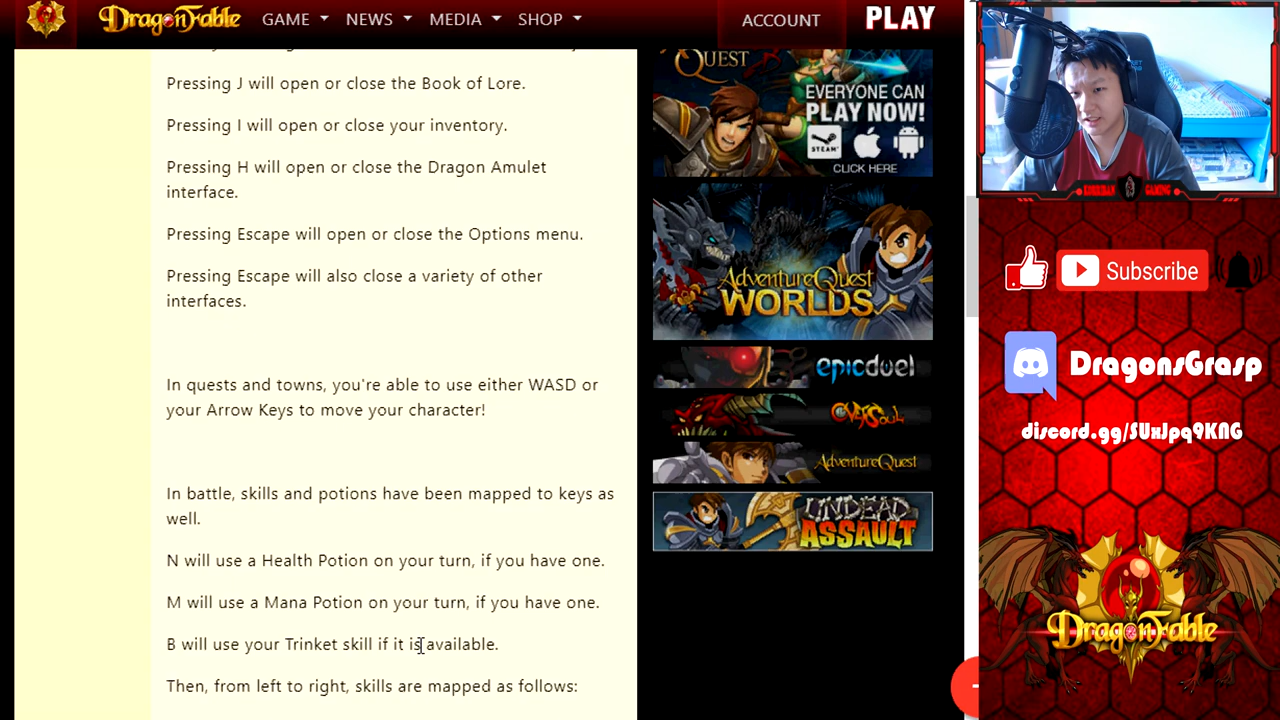 DragonFable
GAME NEWS MEDIA SHOP
ACCOUNT
PLAY
Pressing J will open or close the Book of Lore.
Pressing I will open or close your inventory.
Pressing H will open or close the Dragon Amulet
interface.
Pressing Escape will open or close the Options menu.
Pressing Escape will also close a variety of other
interfaces.
In quests and towns, you're able to use either WASD or
your Arrow Keys to move your character!
In battle, skills and potions have been mapped to keys as
well.
N will use a Health Potion on your turn, if you have one.
M will use a Mana Potion on your turn, if you have one.
B will use your Trinket skill if it is available.
Then, from left to right, skills are mapped as follows:
QUEST
EVERYONE CAN
PLAY NOW!
STEAM
CLICK HERE
AdventureQuest
WORLDS
epicduel
OverSoul
AdventureQuest
UNDEAD
ASSAULT
GAMING
Subscribe
DragonsGrasp
discord.gg/SUxJpq9KNG
DragonFable